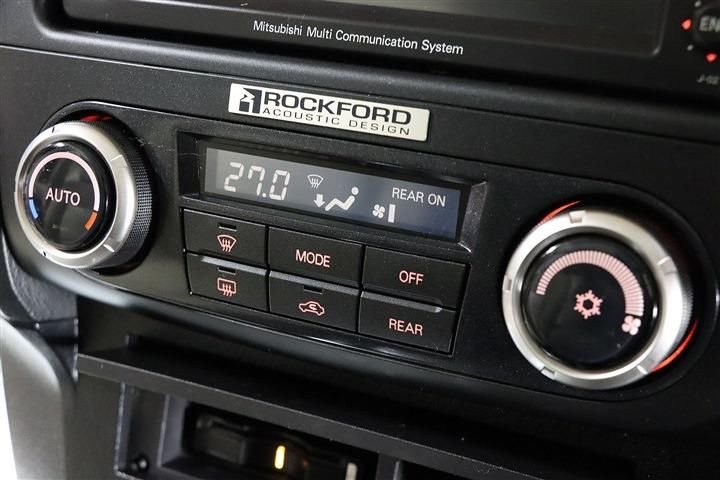 Mitsubishi Multi Communication System
ROCKFORD
ACOUSTIC DESIGN
AUTO
27.0
REAR ON
MODE
OFF
REAR